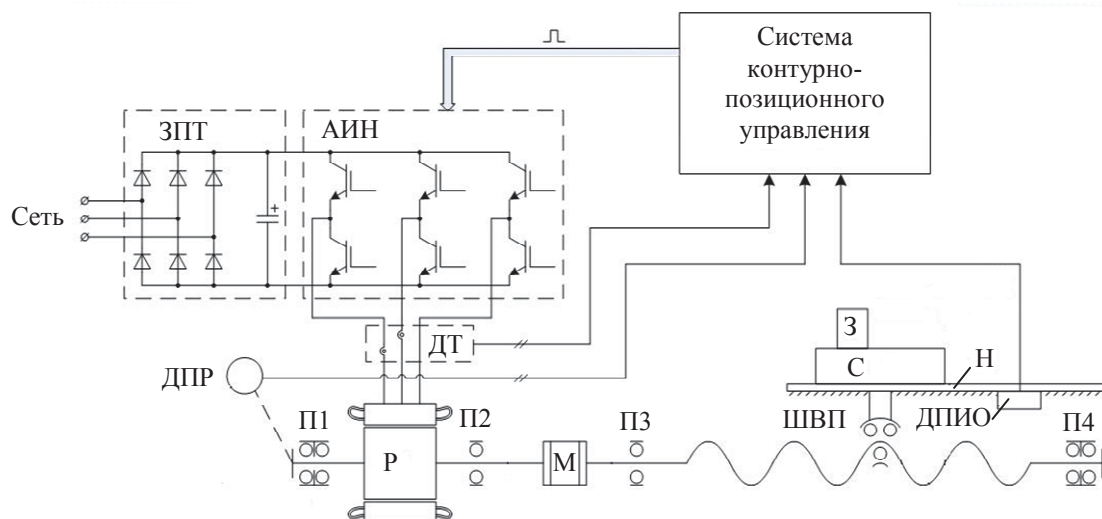 Система
контурно-
позиционного
управления
ЗПТ
АИН
Сеть
+
ДТ
ДПР
З
С
Н
ШВП
ДПИО
П1
П2
П3
П4
Р
М